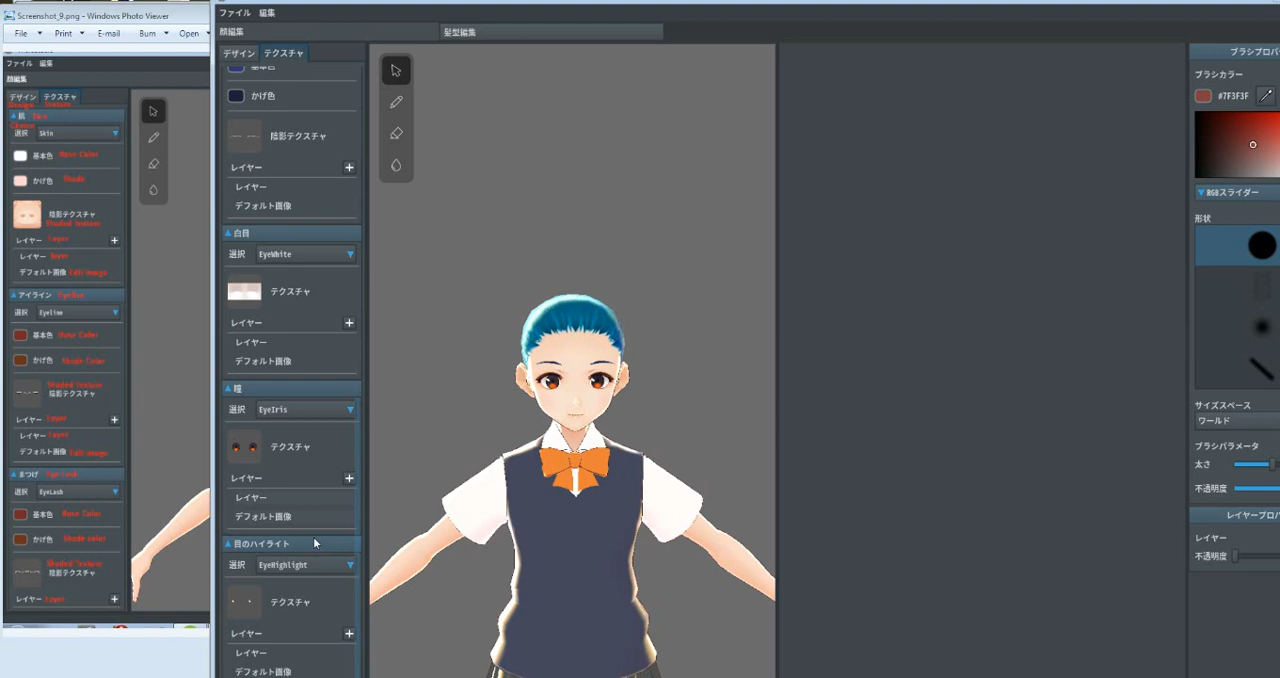 Screenshot_9.png - Windows Photo Viewer
File Print E-mail Burn Open
ファイル 編集
顔編集
デザイン テクスチャ
Design texture
肌 Skin
Choose
選択 Skin
基本色 Base Color
かげ色 Shade
陰影テクスチャ
Shaded texture
レイヤー Layer
レイヤー layer
デフォルト画像 Edit image
アイライン Eyeline
選択 Eyeline
基本色 Base Color
かげ色 Shade Color
Shaded texture
陰影テクスチャ
レイヤー Layer
レイヤー Layer
デフォルト画像 Edit image
まつげ Eye Lash
選択 EyeLash
基本色 Base Color
かげ色 Shade color
Shaded texture
陰影テクスチャ
レイヤー Layer
ファイル 編集
顔編集 髪型編集
デザイン テクスチャ
基本色
かげ色
陰影テクスチャ
レイヤー
レイヤー
デフォルト画像
白目
選択 EyeWhite
テクスチャ
レイヤー
レイヤー
デフォルト画像
瞳
選択 EyeIris
テクスチャ
レイヤー
レイヤー
デフォルト画像
目のハイライト
選択 EyeHighlight
テクスチャ
レイヤー
レイヤー
デフォルト画像
ブラシプロパ
ブラシカラー
#7F3F3F
RGBスライダー
形状
サイズスペース
ワールド
ブラシパラメータ
太さ
不透明度
レイヤープロパ
レイヤー
不透明度